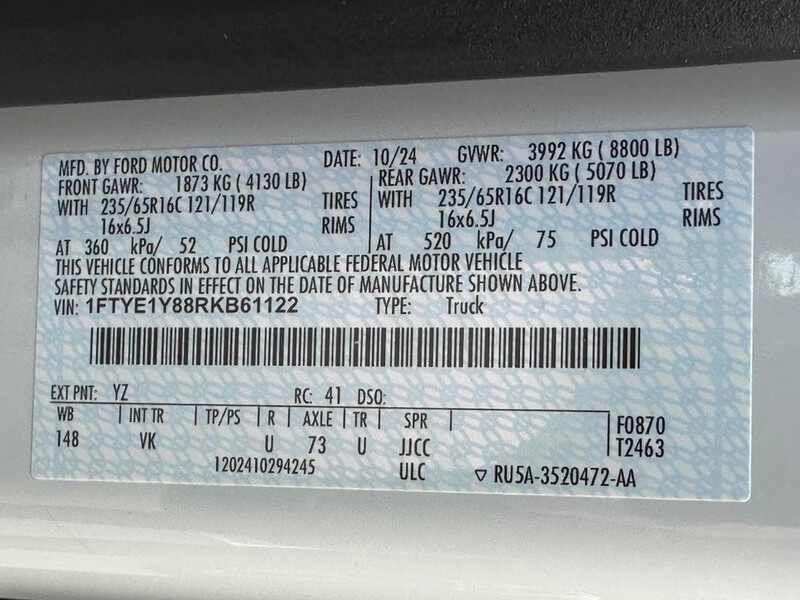 MFD. BY FORD MOTOR CO. DATE: 10/24 GVWR: 3992 KG ( 8800 LB)
FRONT GAWR: 1873 KG ( 4130 LB) REAR GAWR: 2300 KG ( 5070 LB)
WITH 235/65R16C 121/119R TIRES WITH 235/65R16C 121/119R TIRES
16x6.5J RIMS 16x6.5J RIMS
AT 360 kPa/ 52 PSI COLD AT 520 kPa/ 75 PSI COLD
THIS VEHICLE CONFORMS TO ALL APPLICABLE FEDERAL MOTOR VEHICLE
SAFETY STANDARDS IN EFFECT ON THE DATE OF MANUFACTURE SHOWN ABOVE.
VIN: 1FTYE1Y88RKB61122 TYPE: Truck
EXT PNT: YZ RC: 41 DSO:
WB INT TR TP/PS R AXLE TR SPR F0870
148 VK U 73 U JJCC T2463
1202410294245 ULC ▽ RU5A-3520472-AA